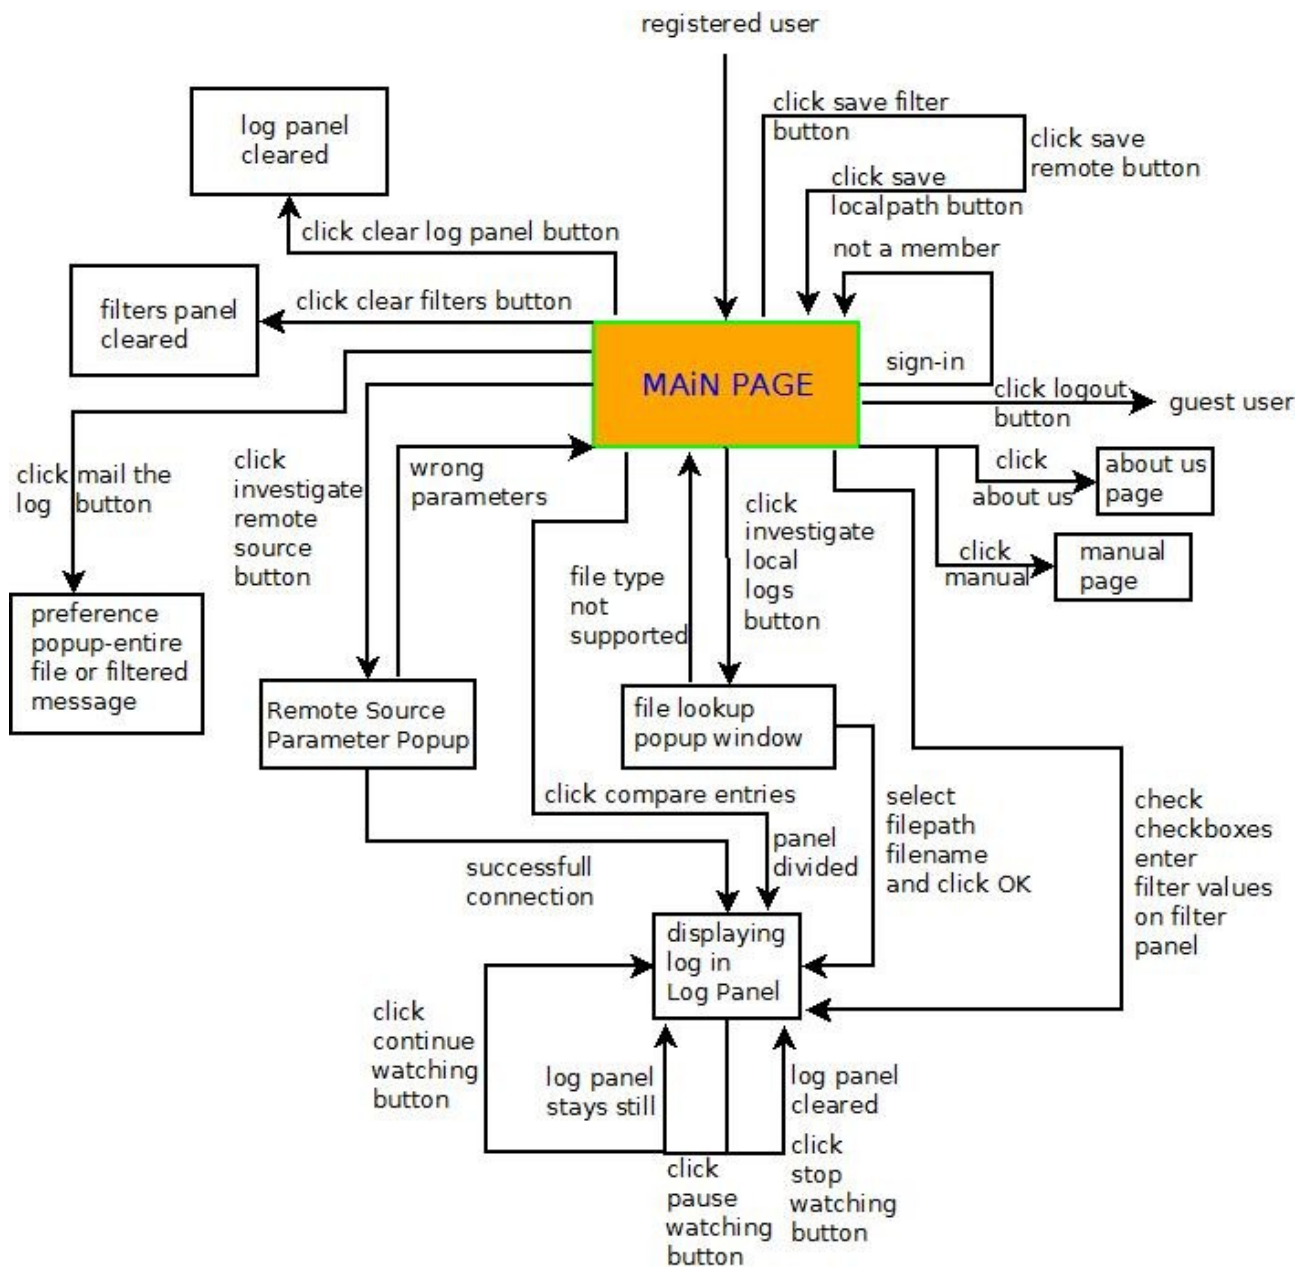 registered user
click save filter
button
click save
remote button
click save
localpath button
not a member
log panel
cleared
click clear log panel button
filters panel
cleared
click clear filters button
MAiN PAGE
sign-in
click logout
button
guest user
click mail the
log button
click
investigate
remote
source
button
wrong
parameters
click
about us
about us
page
click
manual
manual
page
click
investigate
local
logs
button
file type
not
supported
preference
popup-entire
file or filtered
message
Remote Source
Parameter Popup
file lookup
popup window
click compare entries
panel
divided
select
filepath
filename
and click OK
check
checkboxes
enter
filter values
on filter
panel
successfull
connection
displaying
log in
Log Panel
click
continue
watching
button
log panel
stays still
log panel
cleared
click
pause
watching
button
click
stop
watching
button